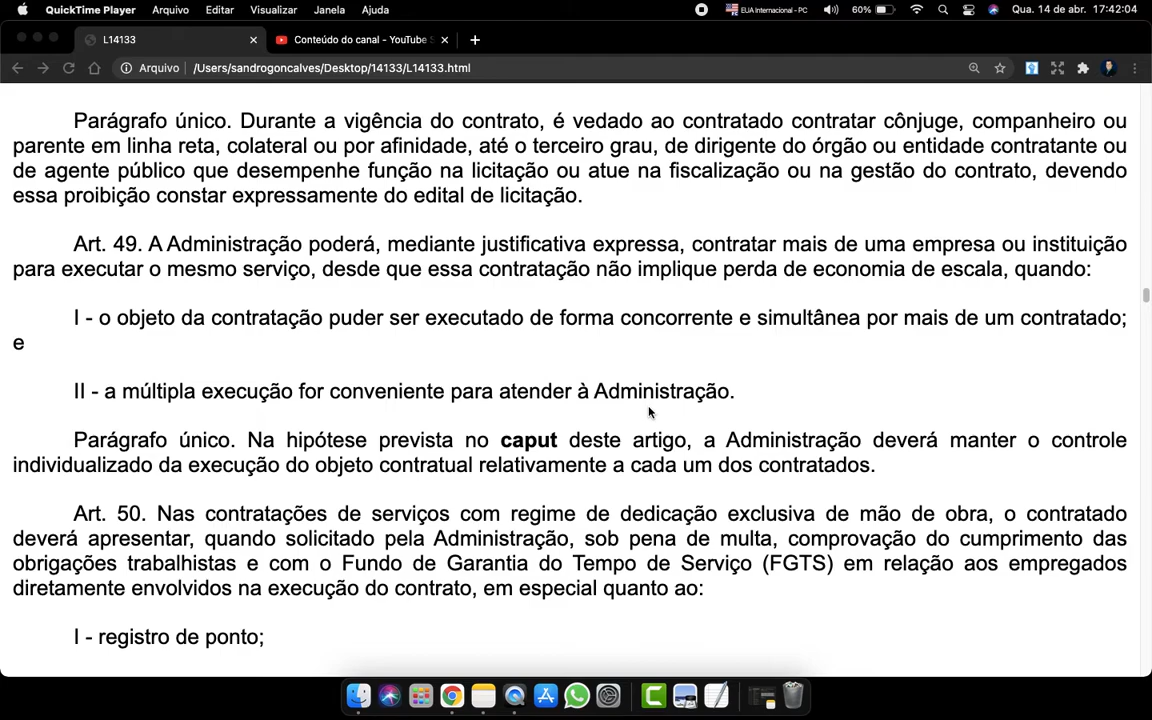 QuickTime Player Arquivo Editar Visualizar Janela Ajuda EUA Internacional - PC 60% Qua. 14 de abr. 17:42:04
L14133 Conteúdo do canal - YouTube
Arquivo /Users/sandrogoncalves/Desktop/14133/L14133.html
Parágrafo único. Durante a vigência do contrato, é vedado ao contratado contratar cônjuge, companheiro ou
parente em linha reta, colateral ou por afinidade, até o terceiro grau, de dirigente do órgão ou entidade contratante ou
de agente público que desempenhe função na licitação ou atue na fiscalização ou na gestão do contrato, devendo
essa proibição constar expressamente do edital de licitação.
Art. 49. A Administração poderá, mediante justificativa expressa, contratar mais de uma empresa ou instituição
para executar o mesmo serviço, desde que essa contratação não implique perda de economia de escala, quando:
I - o objeto da contratação puder ser executado de forma concorrente e simultânea por mais de um contratado;
e
II - a múltipla execução for conveniente para atender à Administração.
Parágrafo único. Na hipótese prevista no caput deste artigo, a Administração deverá manter o controle
individualizado da execução do objeto contratual relativamente a cada um dos contratados.
Art. 50. Nas contratações de serviços com regime de dedicação exclusiva de mão de obra, o contratado
deverá apresentar, quando solicitado pela Administração, sob pena de multa, comprovação do cumprimento das
obrigações trabalhistas e com o Fundo de Garantia do Tempo de Serviço (FGTS) em relação aos empregados
diretamente envolvidos na execução do contrato, em especial quanto ao:
I - registro de ponto;